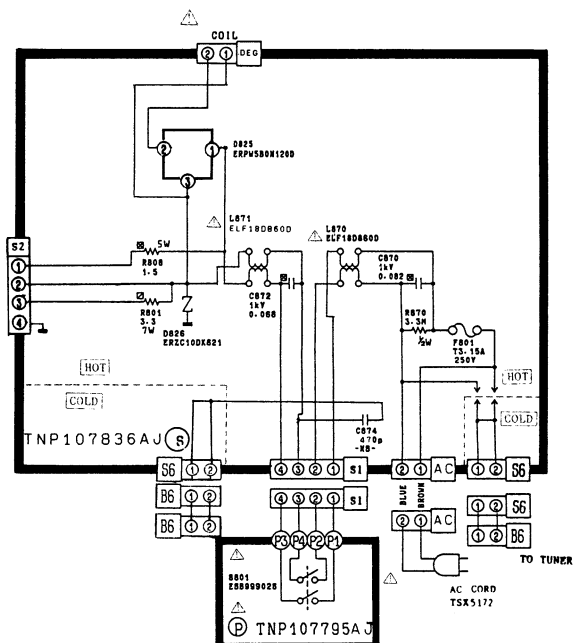 COIL
2 1 DEG
D825
ERPW5B0N120D
2 1
3
L871
ELF18D860D
L870
ELF18D860D
C870
1kV
0.082
S2
1
2
3
4
5W
R808
1.5
R801
3.3
7W
D826
ERZC10DK621
C872
1kV
0.068
R870
3.3M
½W
F801
T3.15A
250V
HOT
COLD
HOT
COLD
C874
470p
-KB-
TNP107836AJ S
S6 1 2
4 3 2 1 S1
2 1 AC
1 2 S6
B6 1 2
4 3 2 1 S1
BLUE
BROWN
S6
1 2
B6 1 2
2 1 AC
1 2 B6
TO TUNER
P3 P4 P2 P1
S801
ESB99902S
AC CORD
TSX5172
P TNP107795AJ